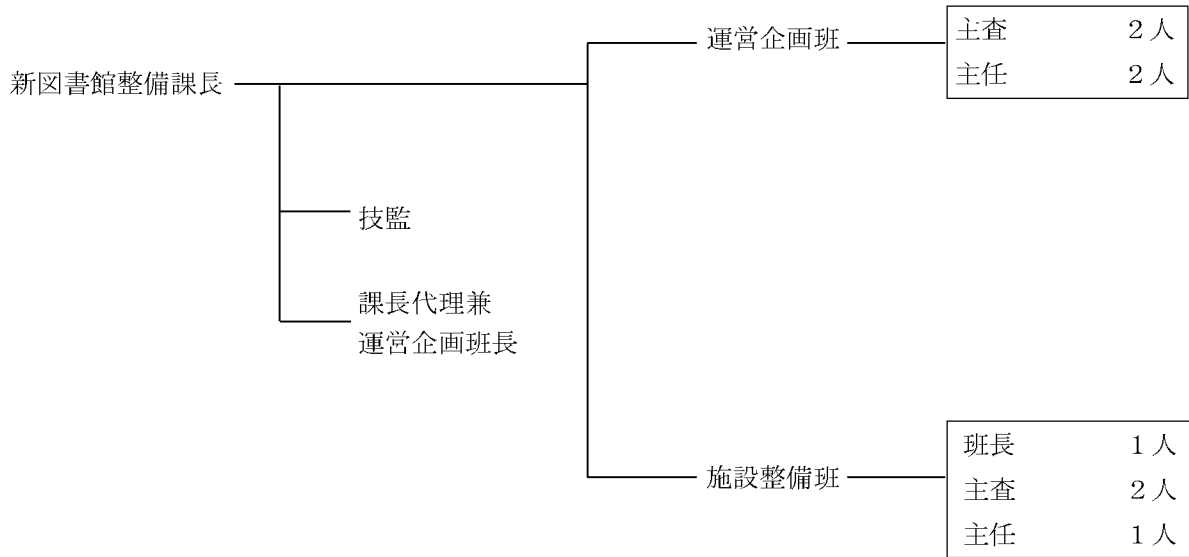 新図書館整備課長
技監
課長代理兼
運営企画班長
運営企画班
主査 2人
主任 2人
施設整備班
班長 1人
主査 2人
主任 1人